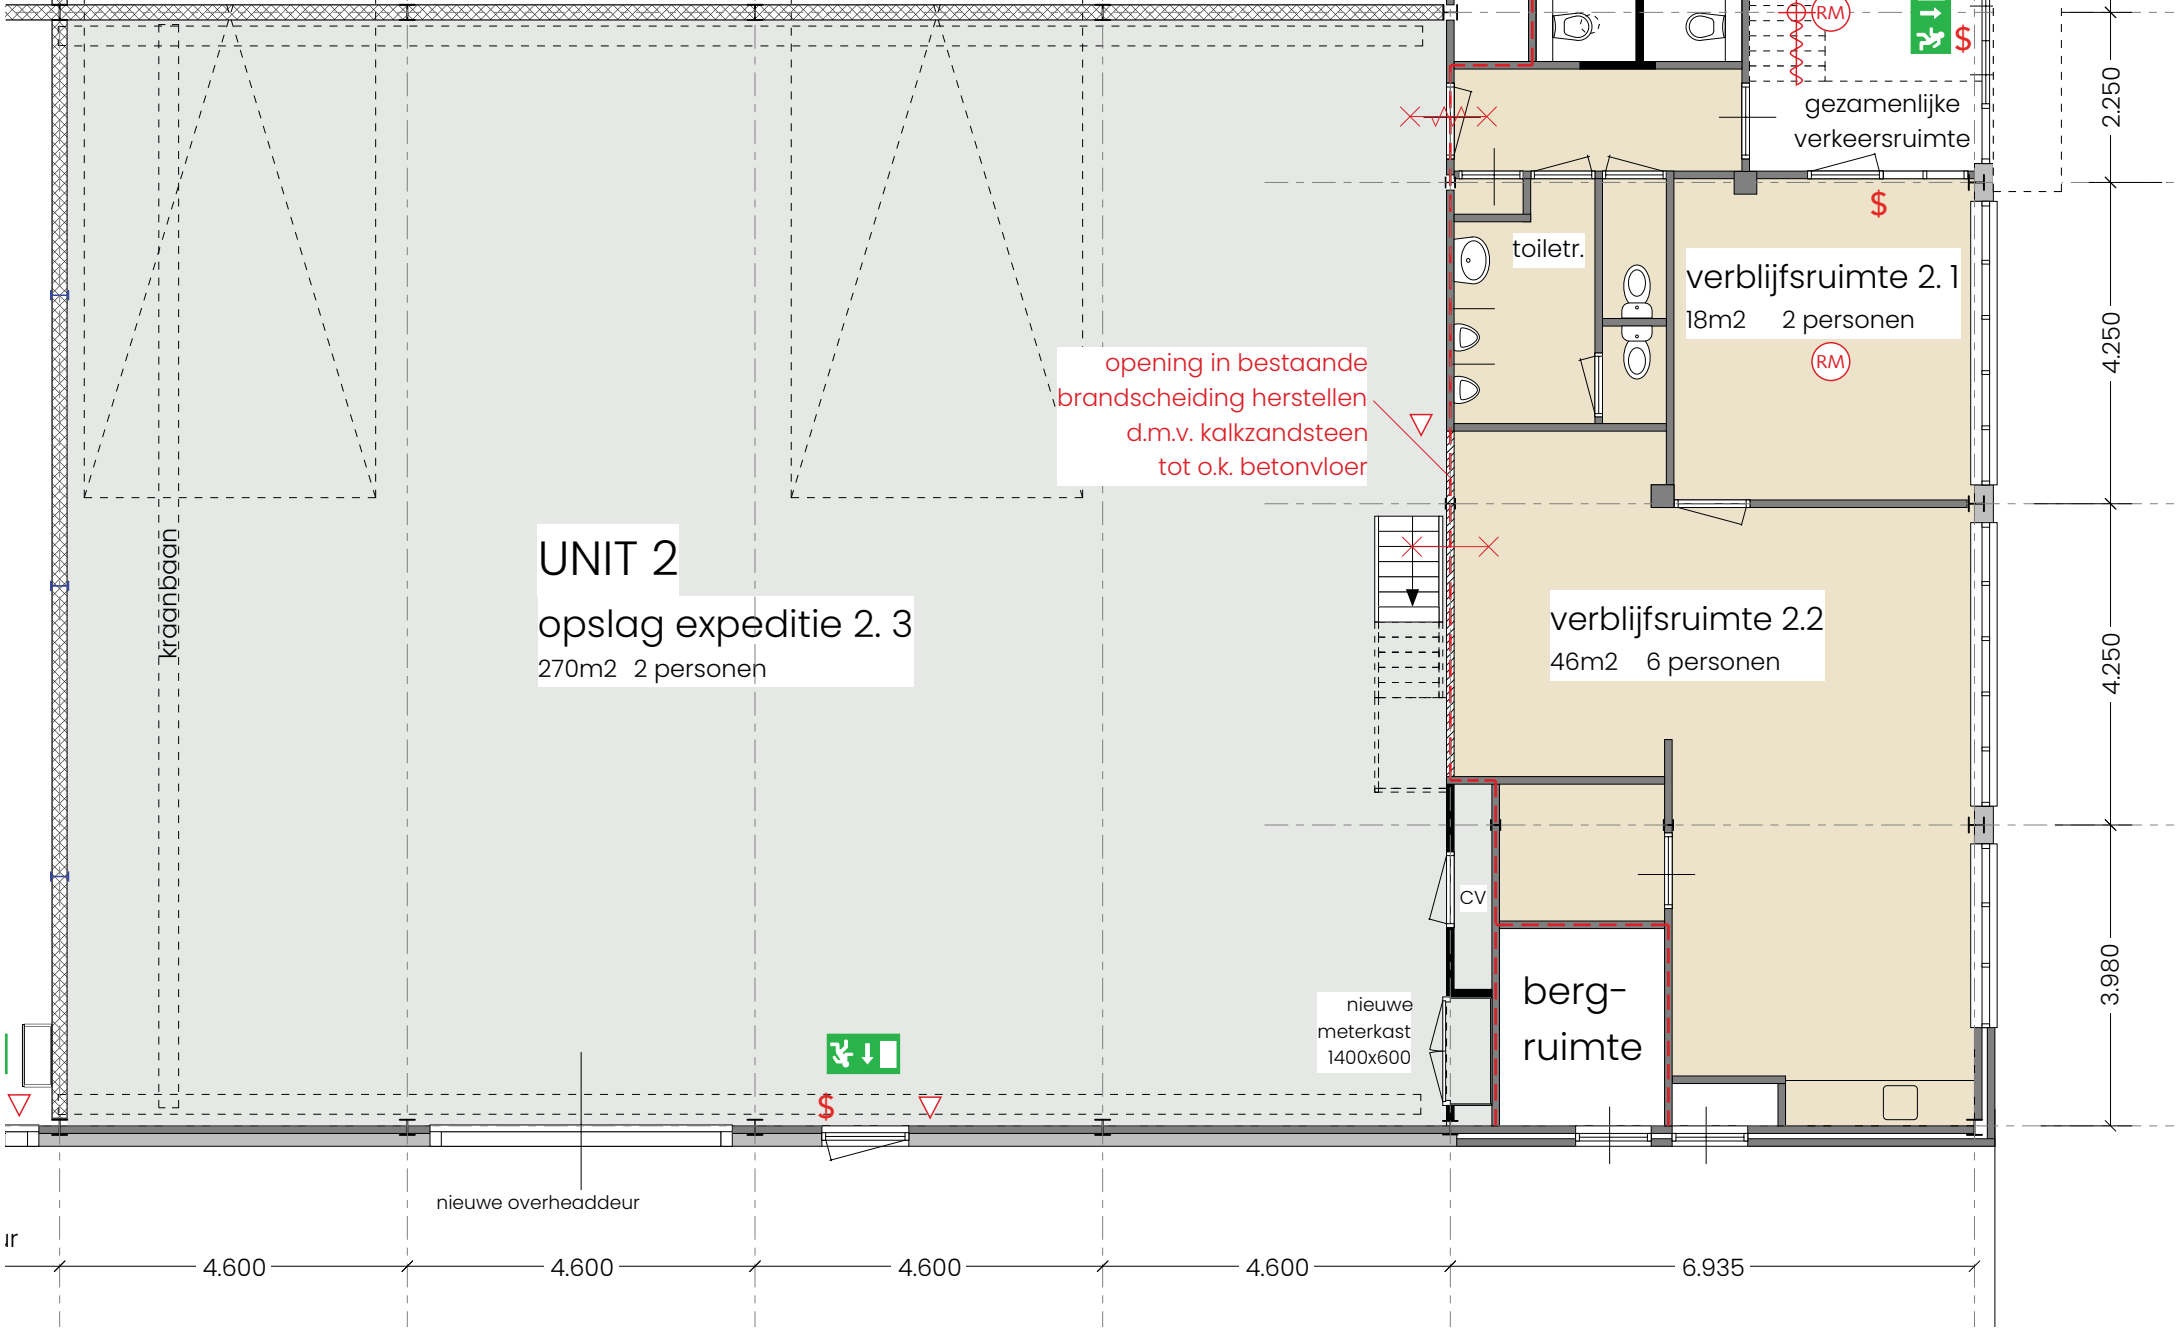 RM
$
gezamenlijke
verkeersruimte
2.250
$
toiletr.
verblijfsruimte 2. 1
18m2 2 personen
RM
4.250
opening in bestaande
brandscheiding herstellen
d.m.v. kalkzandsteen
tot o.k. betonvloer
kraanbaan
UNIT 2
opslag expeditie 2. 3
270m2 2 personen
verblijfsruimte 2.2
46m2 6 personen
4.250
CV
berg-
ruimte
3.980
nieuwe
meterkast
1400x600
$
nieuwe overheaddeur
ur
4.600
4.600
4.600
4.600
6.935